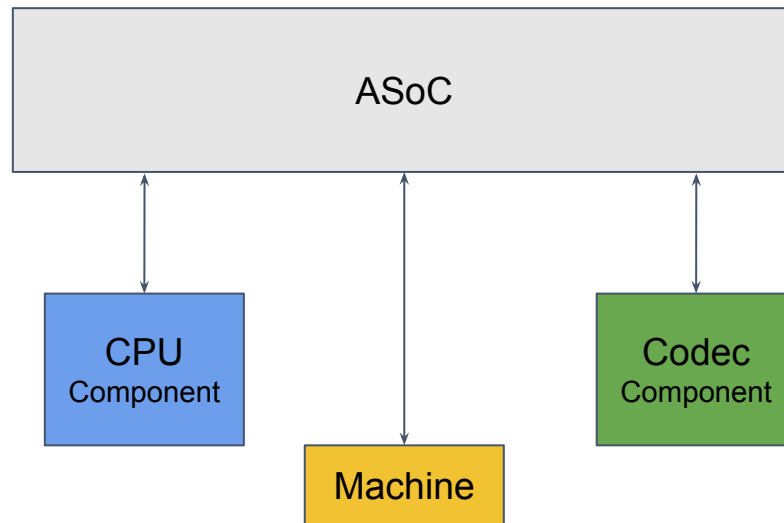 ASoC
CPU
Component
Codec
Component
Machine